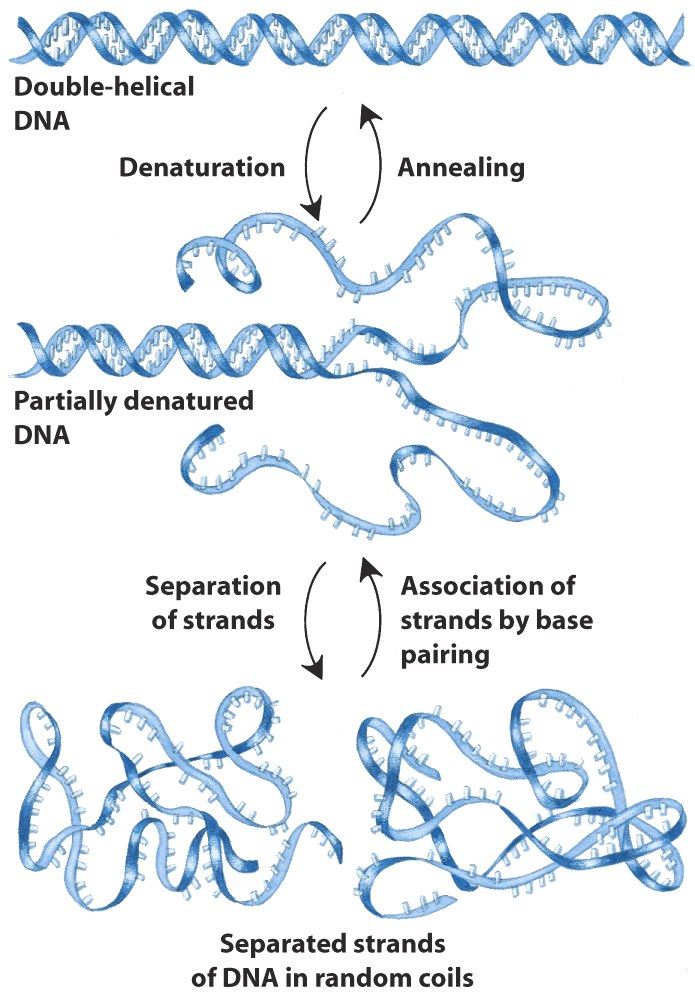 Double-helical
DNA
Denaturation
Annealing
Partially denatured
DNA
Separation
of strands
Association of
strands by base
pairing
Separated strands
of DNA in random coils